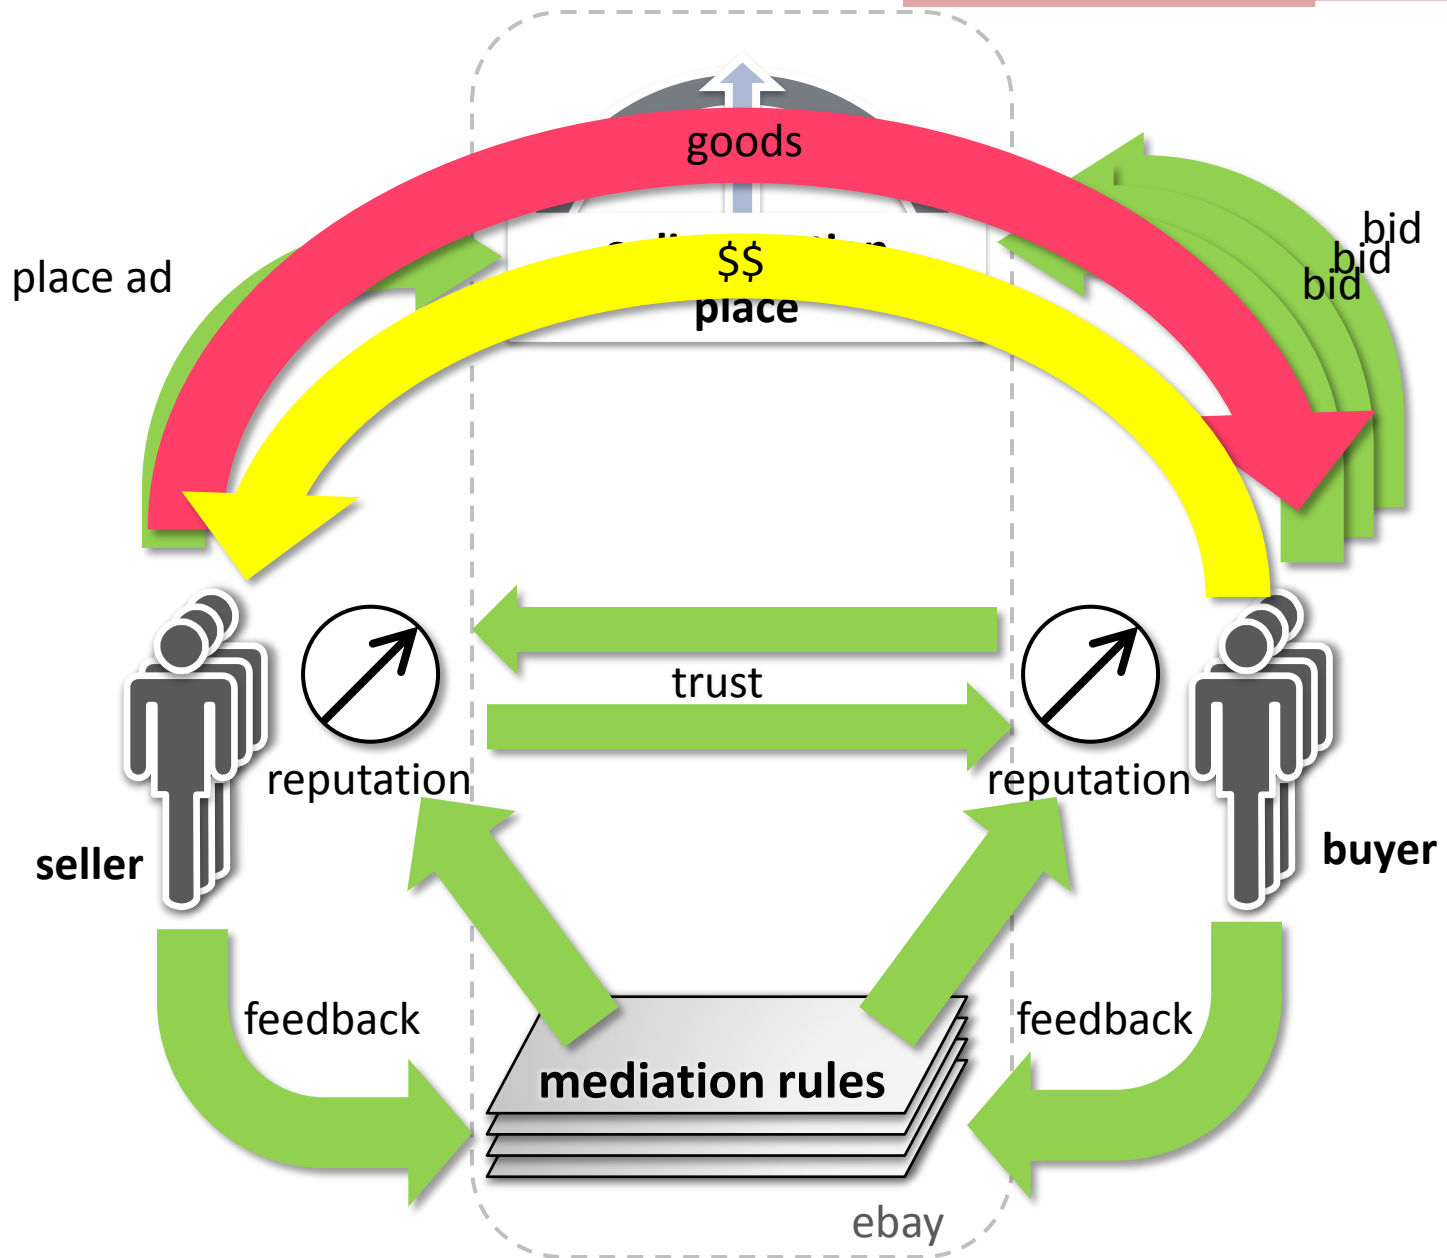 goods
bid
bid
bid
$$
place ad
place
trust
reputation
reputation
seller
buyer
feedback
feedback
mediation rules
ebay